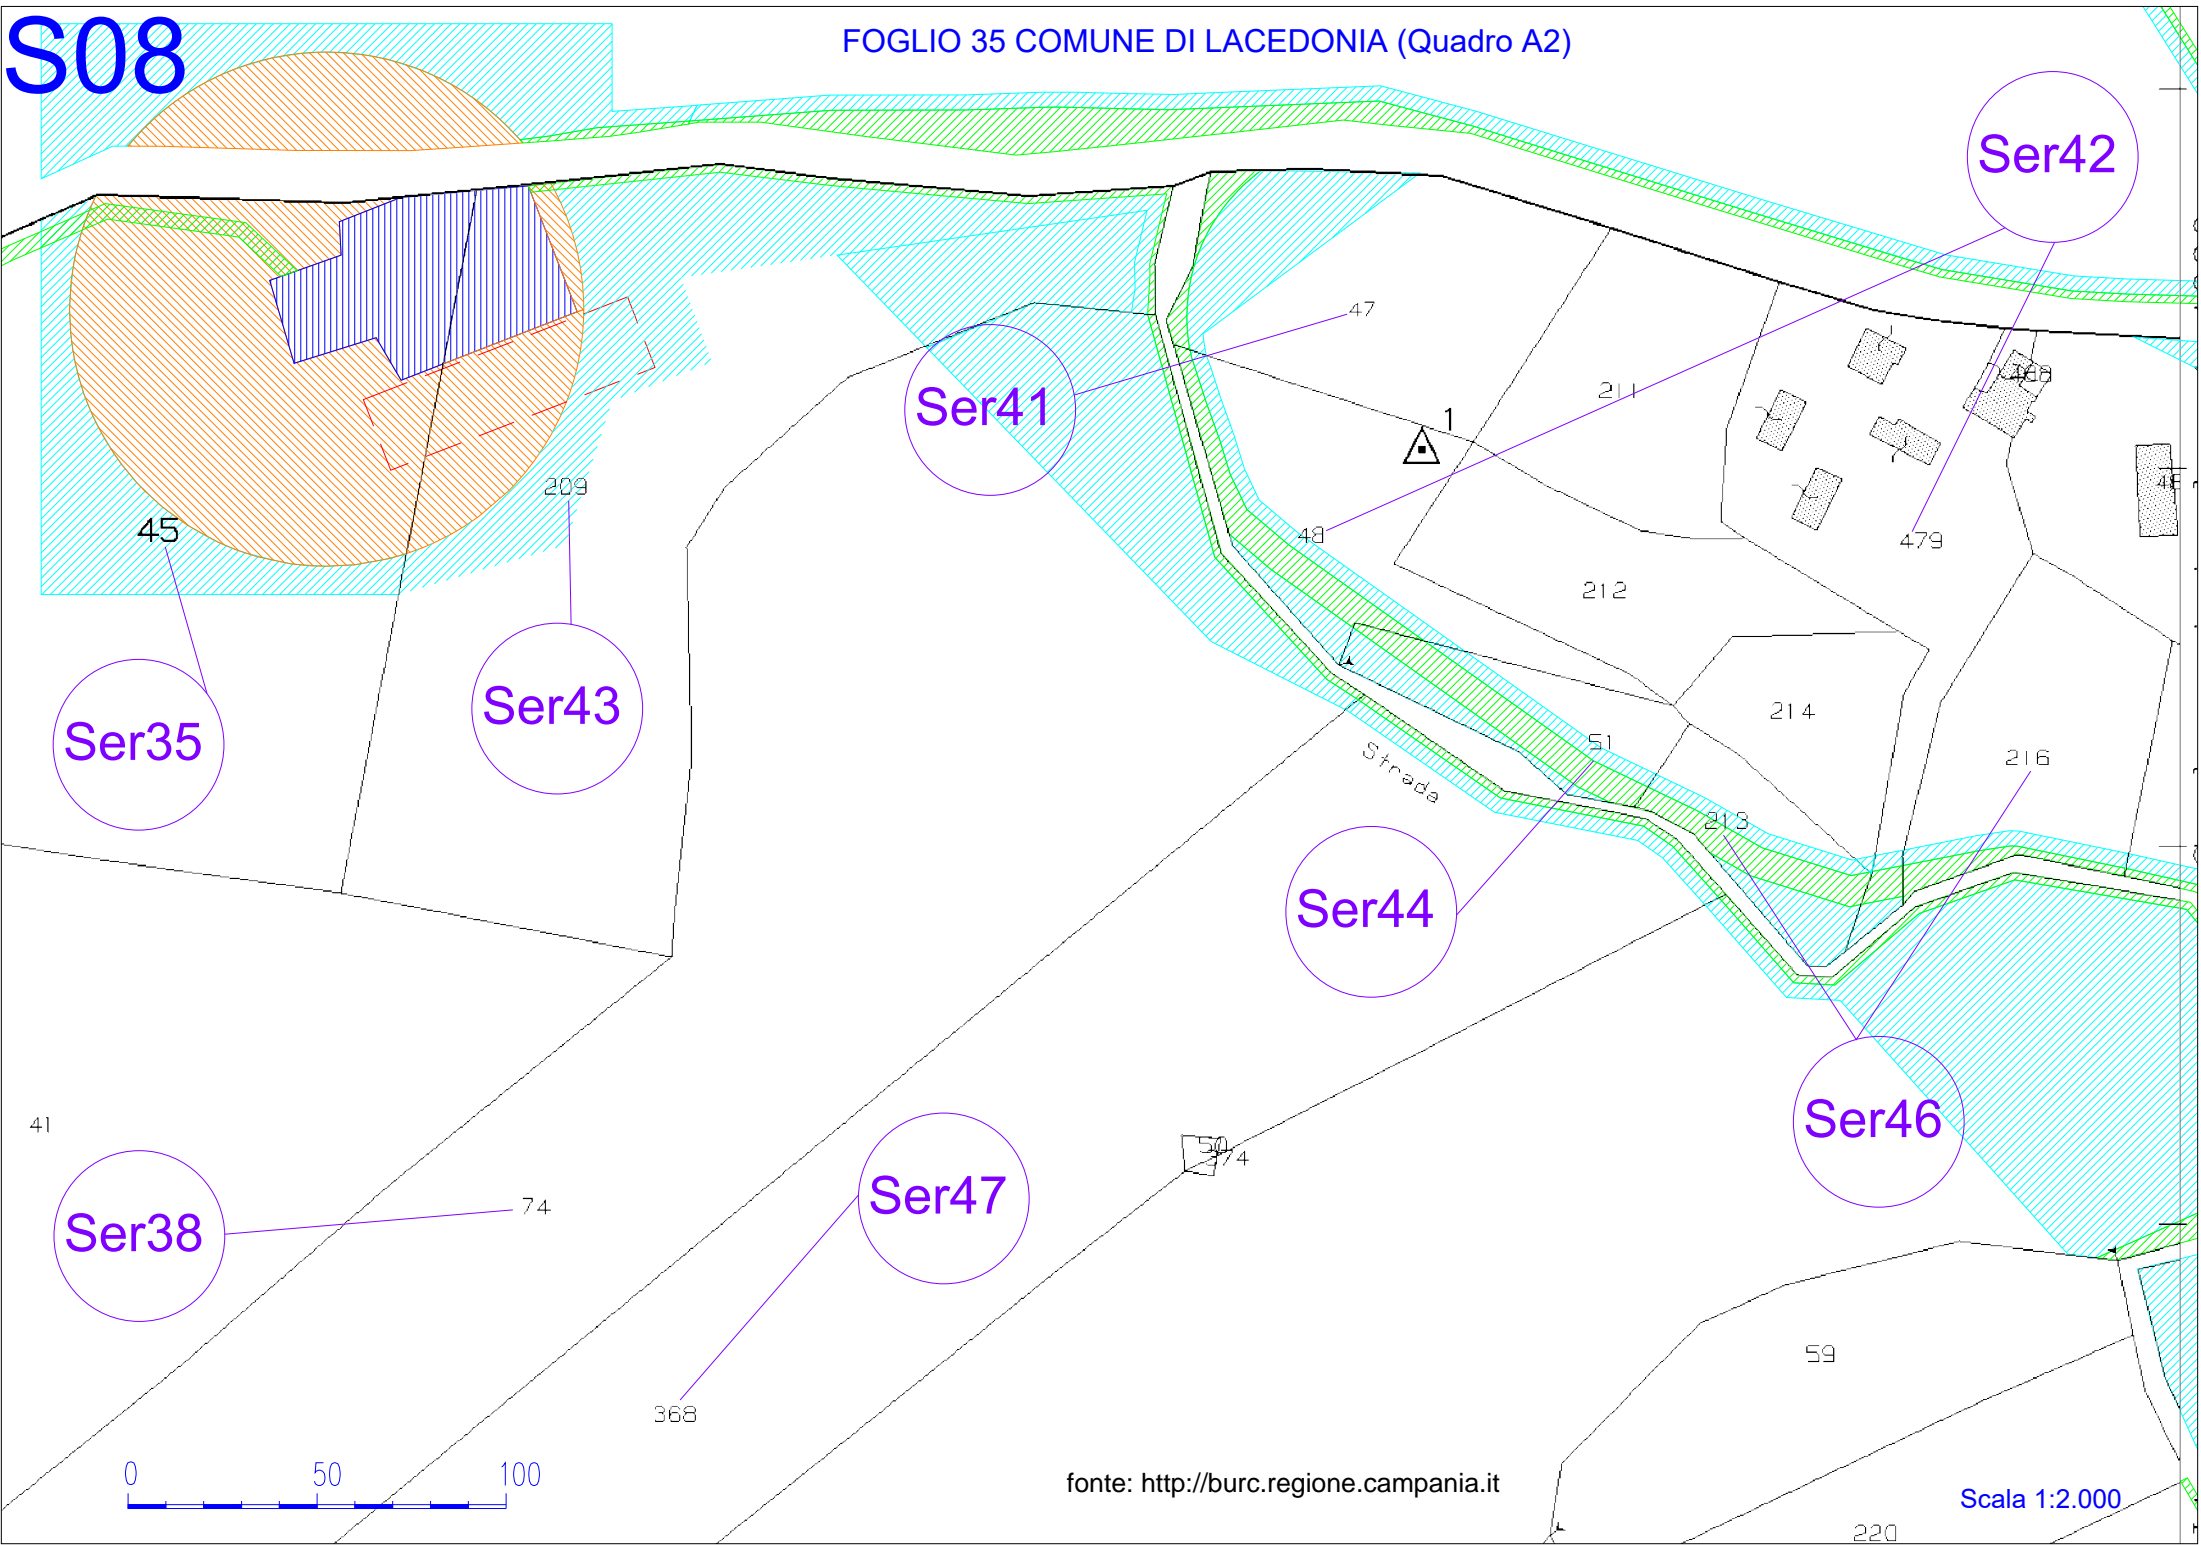 S08
FOGLIO 35 COMUNE DI LACEDONIA (Quadro A2)
Ser42
47
211
Ser41
1
209
45
48
479
212
Ser43
Ser35
214
51
Strada
216
213
Ser44
41
Ser46
50
74
Ser47
Ser38
59
368
0 50 100
fonte: http://burc.regione.campania.it
Scala 1:2.000
220